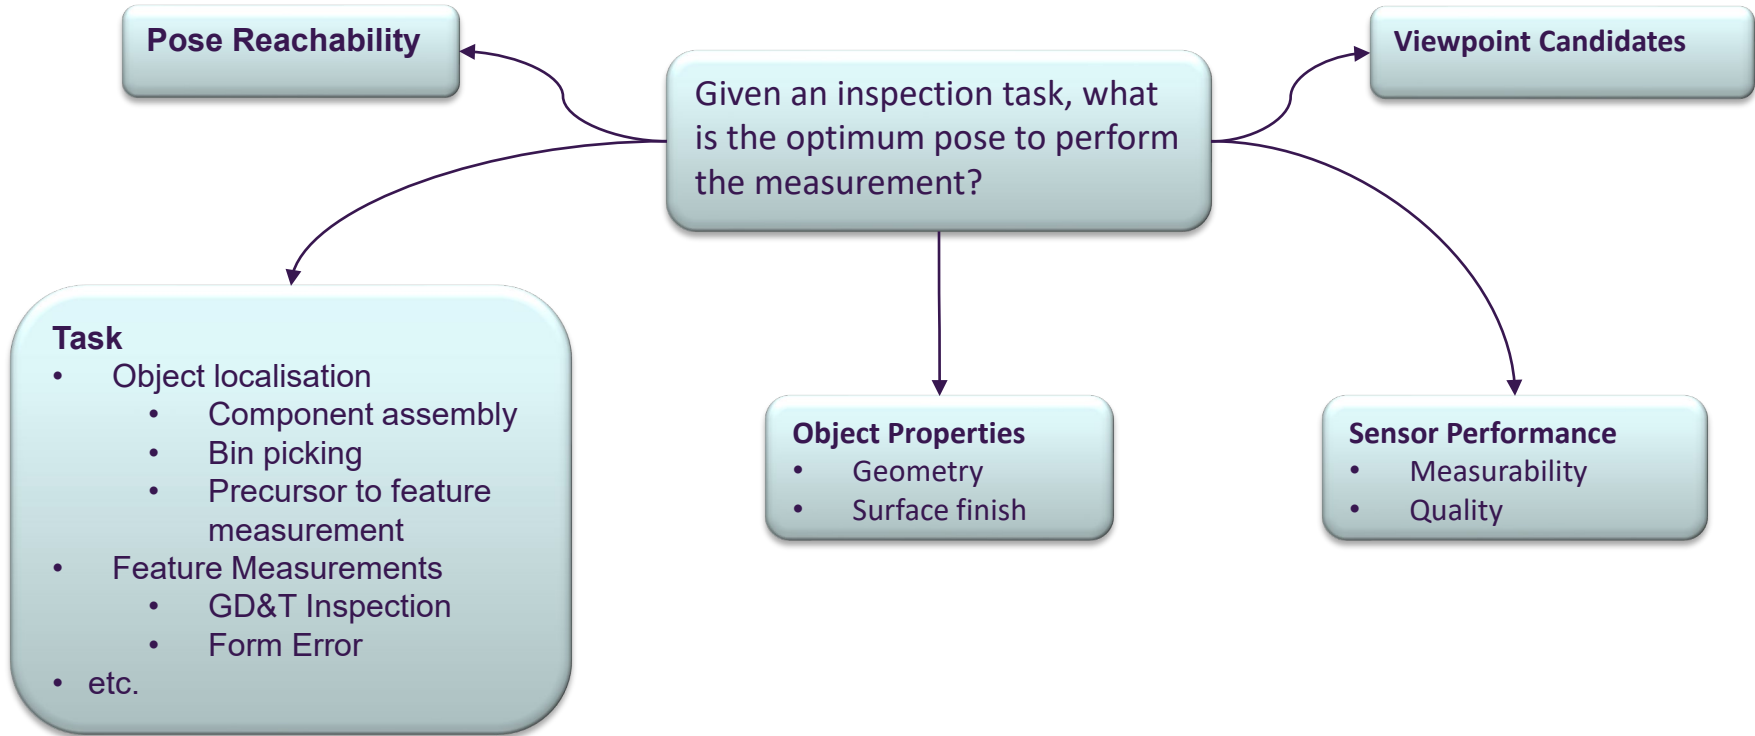 Pose Reachability
Viewpoint Candidates
Given an inspection task, what
is the optimum pose to perform
the measurement?
Task
• Object localisation
• Component assembly
• Bin picking
• Precursor to feature
measurement
• Feature Measurements
• GD&T Inspection
• Form Error
• etc.
Object Properties
• Geometry
• Surface finish
Sensor Performance
• Measurability
• Quality